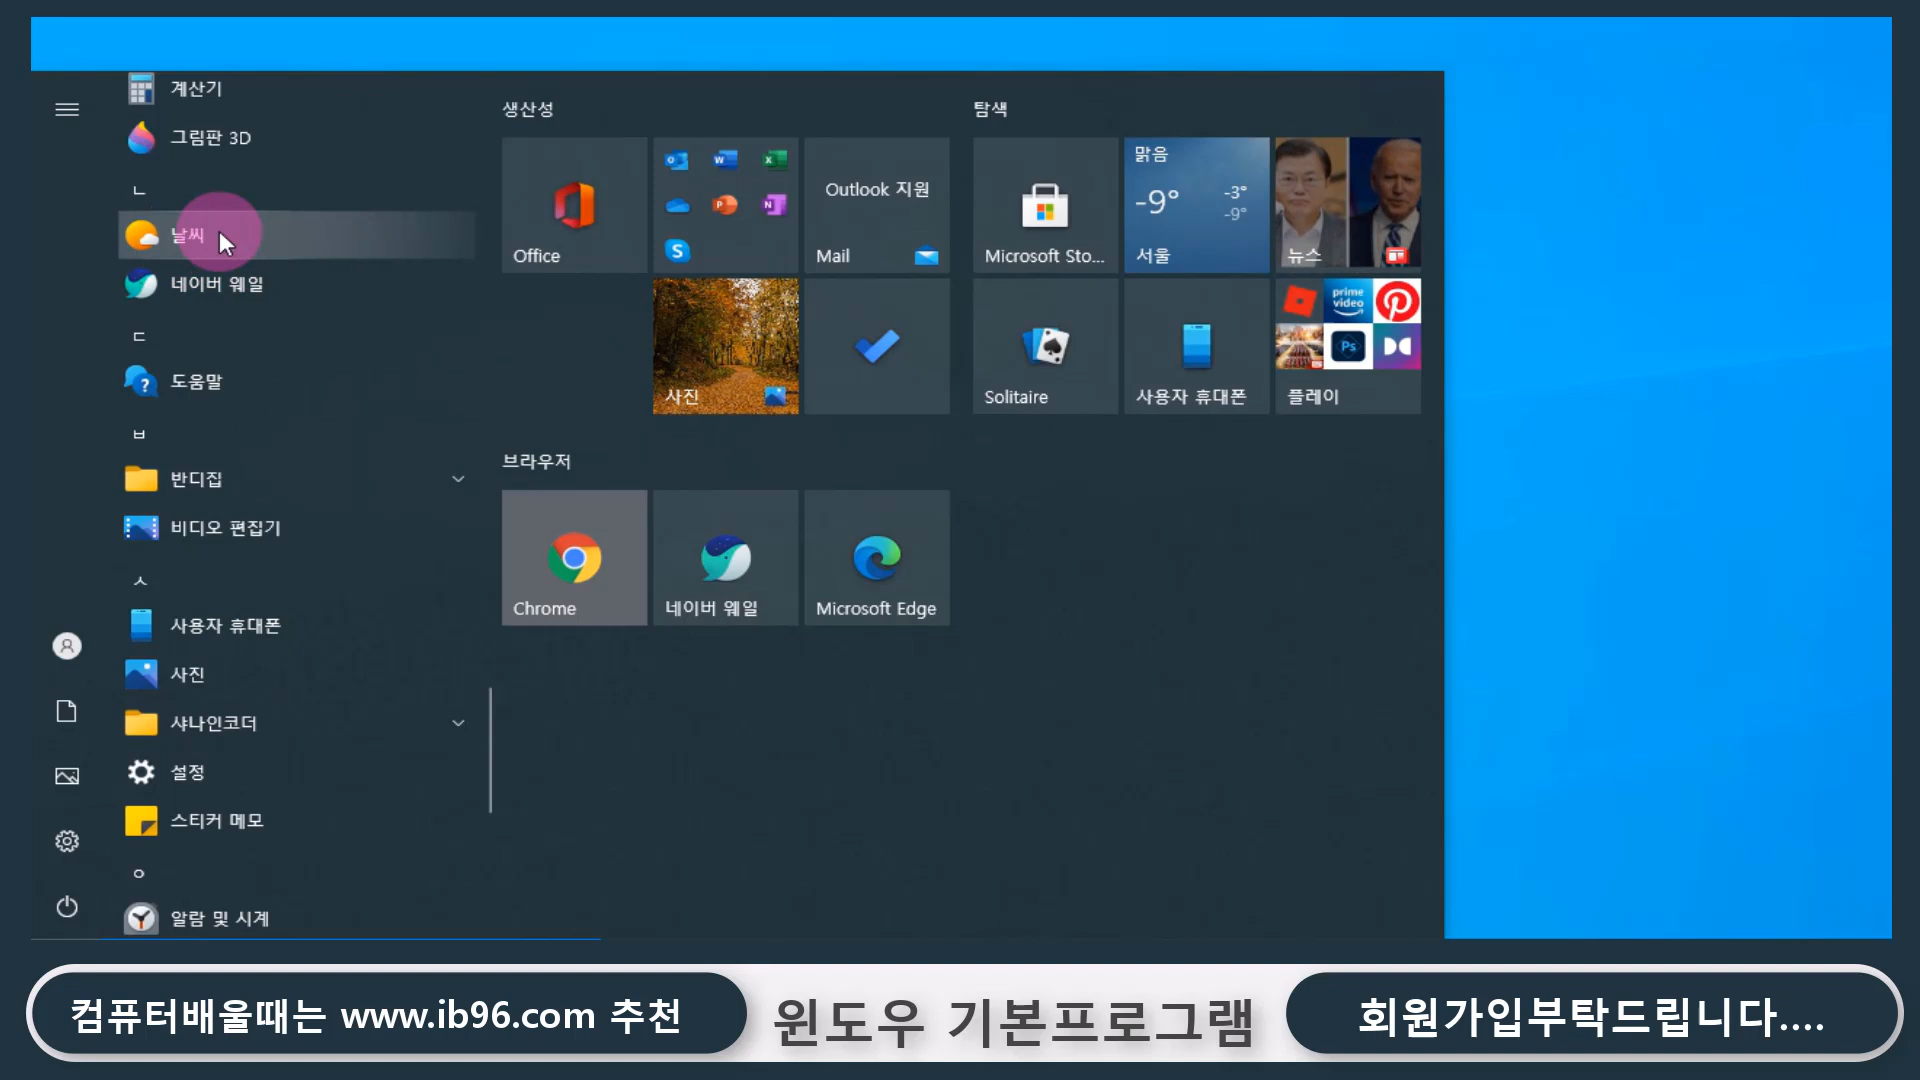 계산기
그림판 3D
ㄴ
날씨
네이버 웨일
ㄷ
도움말
ㅂ
반디집
비디오 편집기
ㅅ
사용자 휴대폰
사진
샤나인코더
설정
스티커 메모
ㅇ
알람 및 시계
생산성
Office
Outlook 지원
Mail
사진
탐색
Microsoft Sto...
맑음
-9°
-3°
-9°
서울
뉴스
Solitaire
사용자 휴대폰
prime
video
Ps
플레이
브라우저
Chrome
네이버 웨일
Microsoft Edge
컴퓨터배울때는 www.ib96.com 추천
윈도우 기본프로그램
회원가입부탁드립니다....